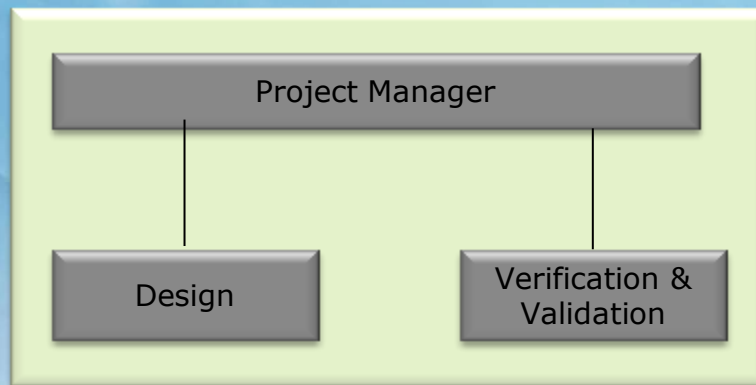 Project Manager
Design
Verification &
Validation